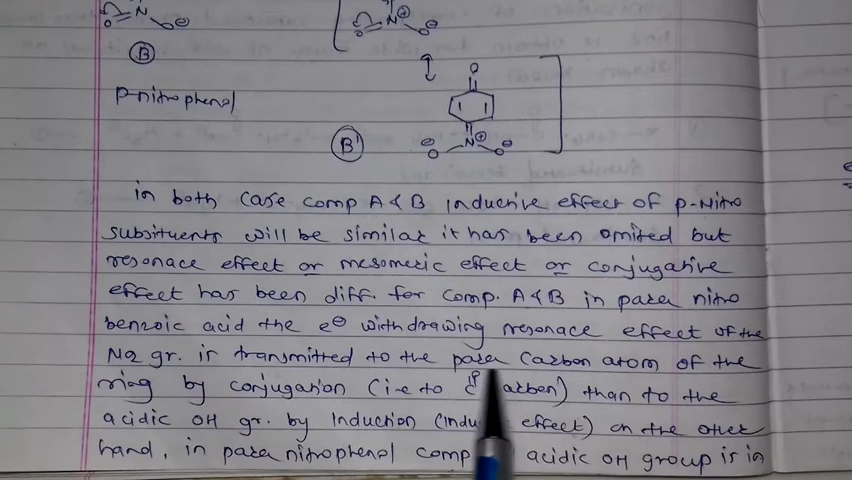 B
p-nitrophenol
B'
in both case comp A & B inductive effect of p-Nitro
subsituents will be similar it has been omited but
resonace effect or mesomeric effect or conjugative
effect has been diff. for comp. A & B in para nitro
benzoic acid the e⊖ withdrawing resonace effect of the
No2 gr. is transmitted to the para carbon atom of the
ring by conjugation (i.e to carbon) than to the
acidic OH gr. by Induction (effect) on the other
hand, in para nitrophenol comp acidic OH group is in